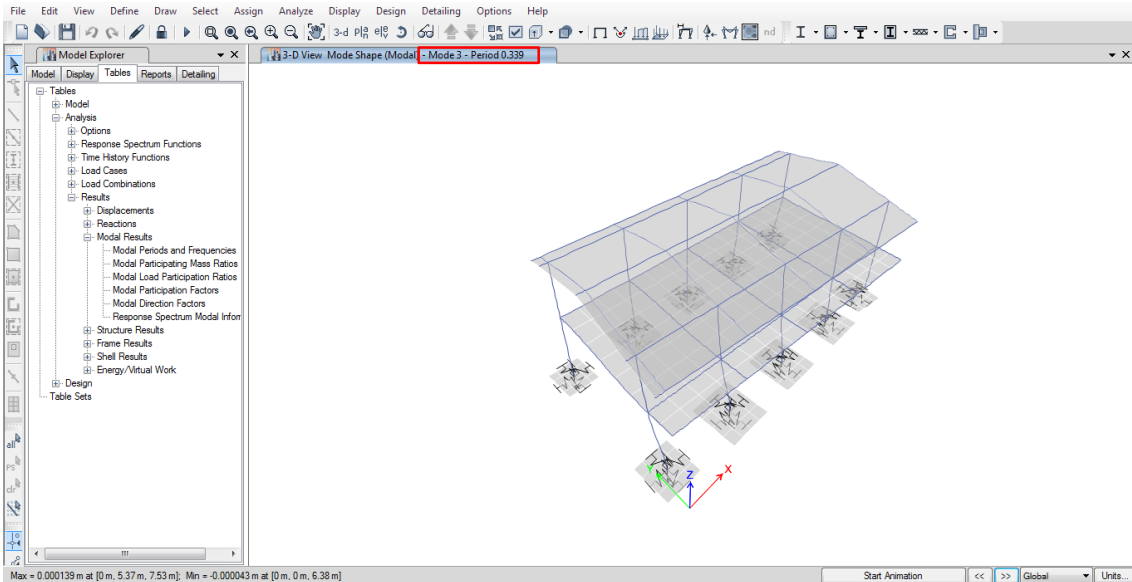 File Edit View Define Draw Select Assign Analyze Display Design Detailing Options Help
3-d
nd
Model Explorer
3-D View Mode Shape (Modal) - Mode 3 - Period 0.339
Model Display Tables Reports Detailing
Tables
Model
Analysis
Options
Response Spectrum Functions
Time History Functions
Load Cases
Load Combinations
Results
Displacements
Reactions
Modal Results
Modal Periods and Frequencies
Modal Participating Mass Ratios
Modal Load Participation Ratios
Modal Participation Factors
Modal Direction Factors
Response Spectrum Modal Infor
Structure Results
Frame Results
Shell Results
Energy/Virtual Work
Design
Table Sets
all
PS
clr
Y
Z
X
Max = 0.000139 m at [0 m, 5.37 m, 7.53 m]; Min = -0.000043 m at [0 m, 0 m, 6.38 m]
Start Animation << >> Global Units...